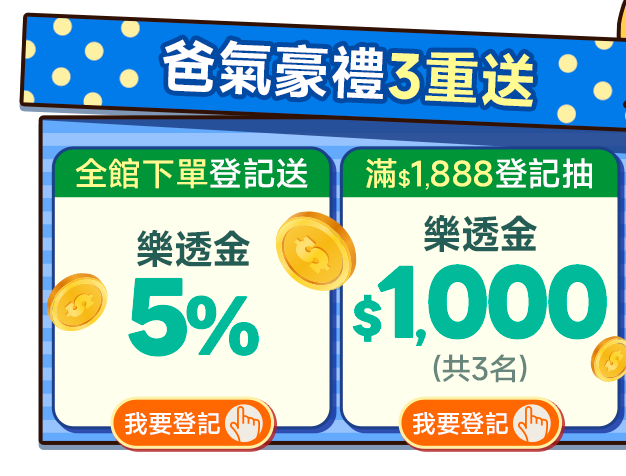 爸氣豪禮3重送
全館下單登記送
樂透金
5%
我要登記
滿$1,888登記抽
樂透金
$1,000
(共3名)
我要登記